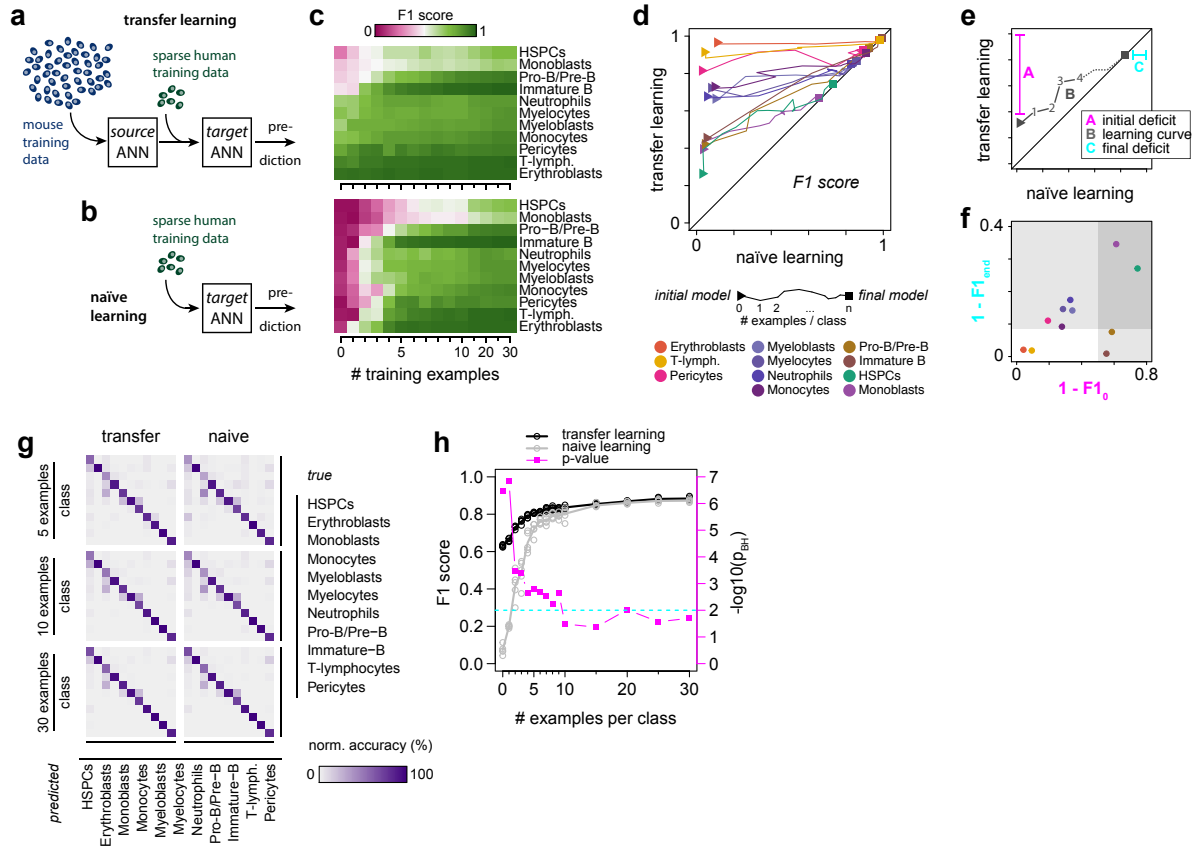 a
transfer learning
sparse human
training data
mouse
training
data
source
ANN
target
ANN
pre-
diction
b
sparse human
training data
naïve
learning
target
ANN
pre-
diction
c
F1 score
0
1
HSPCs
Monoblasts
Pro-B/Pre-B
Immature B
Neutrophils
Myelocytes
Myeloblasts
Monocytes
Pericytes
T-lymph.
Erythroblasts
HSPCs
Monoblasts
Pro−B/Pre−B
Immature B
Neutrophils
Myelocytes
Myeloblasts
Monocytes
Pericytes
T−lymph.
Erythroblasts
0 5 10 20 30
# training examples
d
transfer learning
1
0
F1 score
0 1
naïve learning
initial model
final model
0 1 2 ... n
# examples / class
Erythroblasts
T-lymph.
Pericytes
Myeloblasts
Myelocytes
Neutrophils
Monocytes
Pro-B/Pre-B
Immature B
HSPCs
Monoblasts
e
transfer learning
A
1 2 3 4
B
C
A initial deficit
B learning curve
C final deficit
naïve learning
f
1 - F1end
0.4
0
0 0.8
1 - F10
g
transfer naive
5 examples
class
10 examples
class
30 examples
class
true
HSPCs
Erythroblasts
Monoblasts
Monocytes
Myeloblasts
Myelocytes
Neutrophils
Pro−B/Pre−B
Immature−B
T−lymphocytes
Pericytes
norm. accuracy (%)
0 100
predicted
HSPCs
Erythroblasts
Monoblasts
Monocytes
Myeloblasts
Myelocytes
Neutrophils
Pro−B/Pre−B
Immature−B
T−lymph.
Pericytes
h
transfer learning
naive learning
p-value
F1 score
1.0
0.8
0.6
0.4
0.2
0.0
7
6
5
4
3
2
1
0
-log10(pBH)
0 5 10 20 30
# examples per class